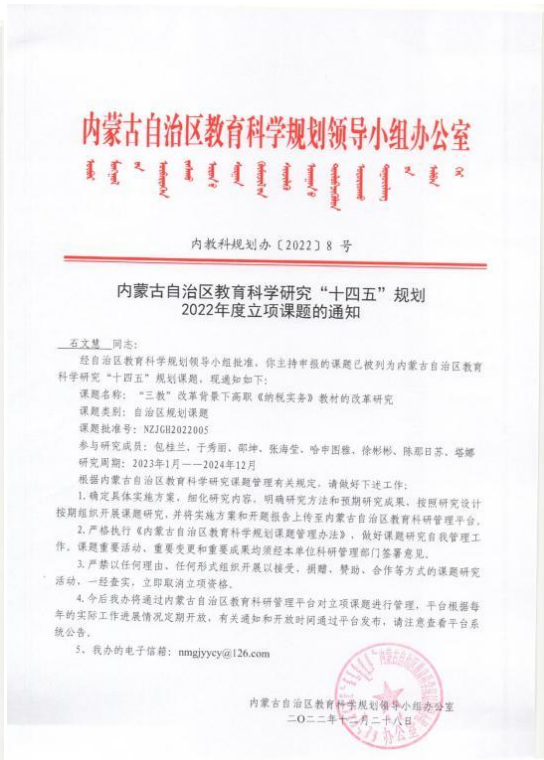 内蒙古自治区教育科学规划领导小组办公室
内教科规划办〔2022〕8 号
内蒙古自治区教育科学研究“十四五”规划
2022年度立项课题的通知
石文慧 同志：
经自治区教育科学规划领导小组批准，你主持申报的课题已被列为内蒙古自治区教育
科学研究“十四五”规划课题，现通知如下：
课题名称：“三教”改革背景下高职《纳税实务》教材的改革研究
课题类别：自治区规划课题
课题批准号：NZJGH2022005
参与研究成员：包桂兰、于秀丽、邵坤、张海莹、哈申图雅、徐彬彬、陈那日苏、塔娜
研究周期：2023年1月——2024年12月
根据内蒙古自治区教育科学研究课题管理有关规定，请做好下述工作：
1.确定具体实施方案，细化研究内容，明确研究方法和预期研究成果，按照研究设计
按期组织开展课题研究，并将实施方案和开题报告上传至内蒙古自治区教育科研管理平台。
2.严格执行《内蒙古自治区教育科学规划课题管理办法》，做好课题研究自我管理工
作。课题重要活动、重要变更和重要成果均须经本单位科研管理部门签署意见。
3.严禁以任何理由、任何形式组织开展以接受、捐赠、赞助、合作等方式的课题研究
活动，一经查实，立即取消立项资格。
4.今后我办将通过内蒙古自治区教育科研管理平台对立项课题进行管理，平台根据每
年的实际工作进展情况定期开放，有关通知和开放时间通过平台发布，请注意查看平台系
统公告。
5、我办的电子信箱：nmgjyycy@126.com
内蒙古自治区教育科学规划领导小组办公室
二〇二二年十二月二十八日